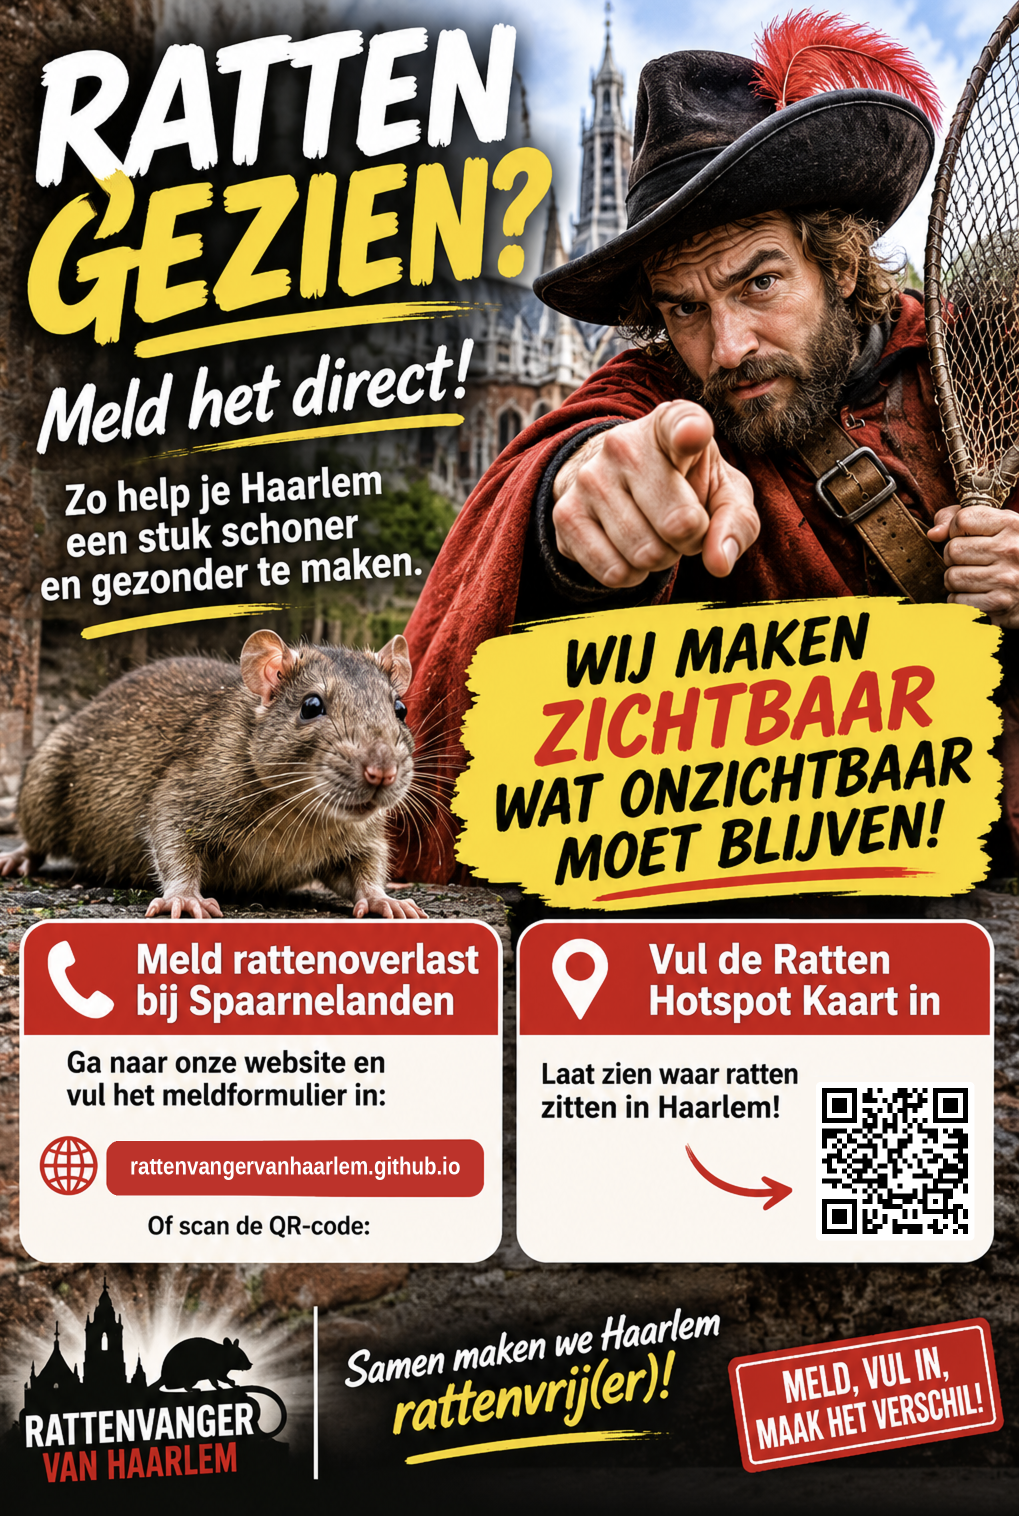 RATTEN
GEZIEN?
Meld het direct!
Zo help je Haarlem
een stuk schoner
en gezonder te maken.
WIJ MAKEN
ZICHTBAAR
WAT ONZICHTBAAR
MOET BLIJVEN!
Meld rattenoverlast
bij Spaarnelanden
Ga naar onze website en
vul het meldformulier in:
rattenvangervanhaarlem.github.io
Of scan de QR-code:
Vul de Ratten
Hotspot Kaart in
Laat zien waar ratten
zitten in Haarlem!
RATTENVANGER
VAN HAARLEM
Samen maken we Haarlem
rattenvrij(er)!
MELD, VUL IN,
MAAK HET VERSCHIL!